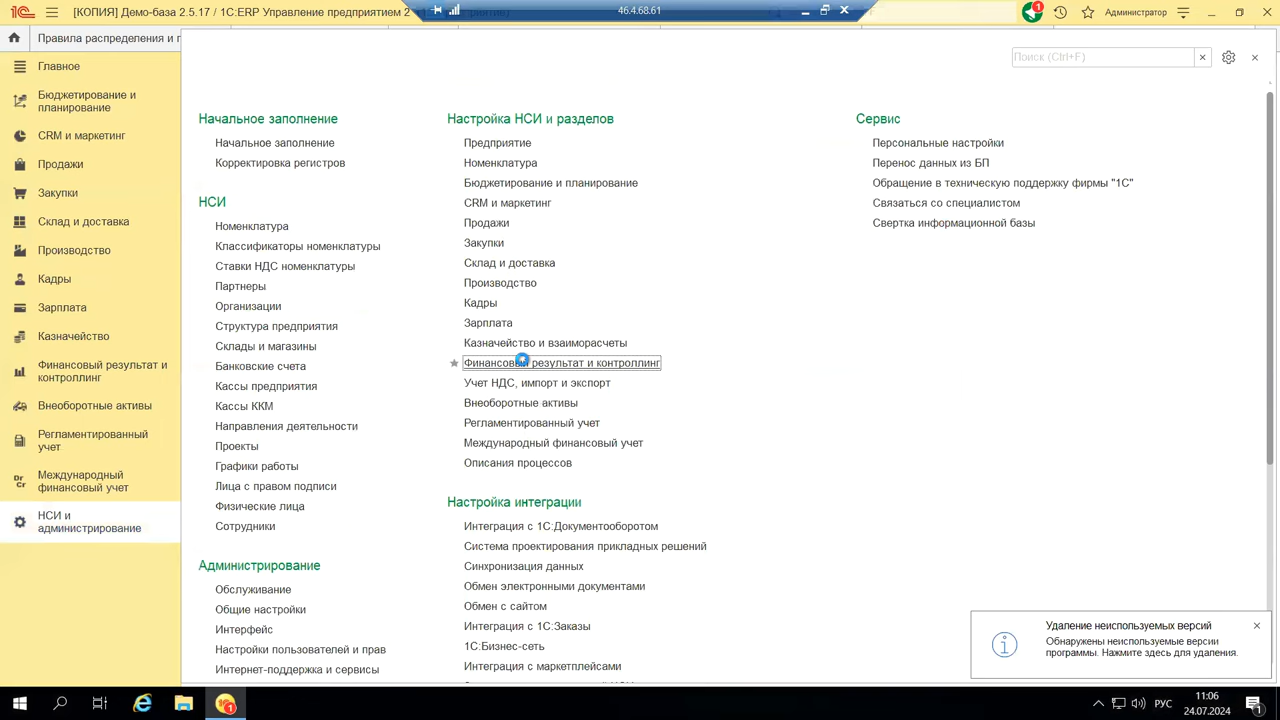 [КОПИЯ] Демо-база 2.5.17 / 1С:ERP Управление предприятием 2
46.4.68.61
Администратор
Правила распределения и п
Поиск (Ctrl+F)
Главное
Бюджетирование и
планирование
CRM и маркетинг
Продажи
Закупки
Склад и доставка
Производство
Кадры
Зарплата
Казначейство
Финансовый результат и
контроллинг
Внеоборотные активы
Регламентированный
учет
Международный
финансовый учет
НСИ и
администрирование
Начальное заполнение
Начальное заполнение
Корректировка регистров
НСИ
Номенклатура
Классификаторы номенклатуры
Ставки НДС номенклатуры
Партнеры
Организации
Структура предприятия
Склады и магазины
Банковские счета
Кассы предприятия
Кассы ККМ
Направления деятельности
Проекты
Графики работы
Лица с правом подписи
Физические лица
Сотрудники
Администрирование
Обслуживание
Общие настройки
Интерфейс
Настройки пользователей и прав
Интернет-поддержка и сервисы
Настройка НСИ и разделов
Предприятие
Номенклатура
Бюджетирование и планирование
CRM и маркетинг
Продажи
Закупки
Склад и доставка
Производство
Кадры
Зарплата
Казначейство и взаиморасчеты
Финансовый результат и контроллинг
Учет НДС, импорт и экспорт
Внеоборотные активы
Регламентированный учет
Международный финансовый учет
Описания процессов
Настройка интеграции
Интеграция с 1С:Документооборотом
Система проектирования прикладных решений
Синхронизация данных
Обмен электронными документами
Обмен с сайтом
Интеграция с 1С:Заказы
1С:Бизнес-сеть
Интеграция с маркетплейсами
Сервис
Персональные настройки
Перенос данных из БП
Обращение в техническую поддержку фирмы "1С"
Связаться со специалистом
Свертка информационной базы
Удаление неиспользуемых версий
Обнаружены неиспользуемые версии
программы. Нажмите здесь для удаления.
РУС
11:06
24.07.2024